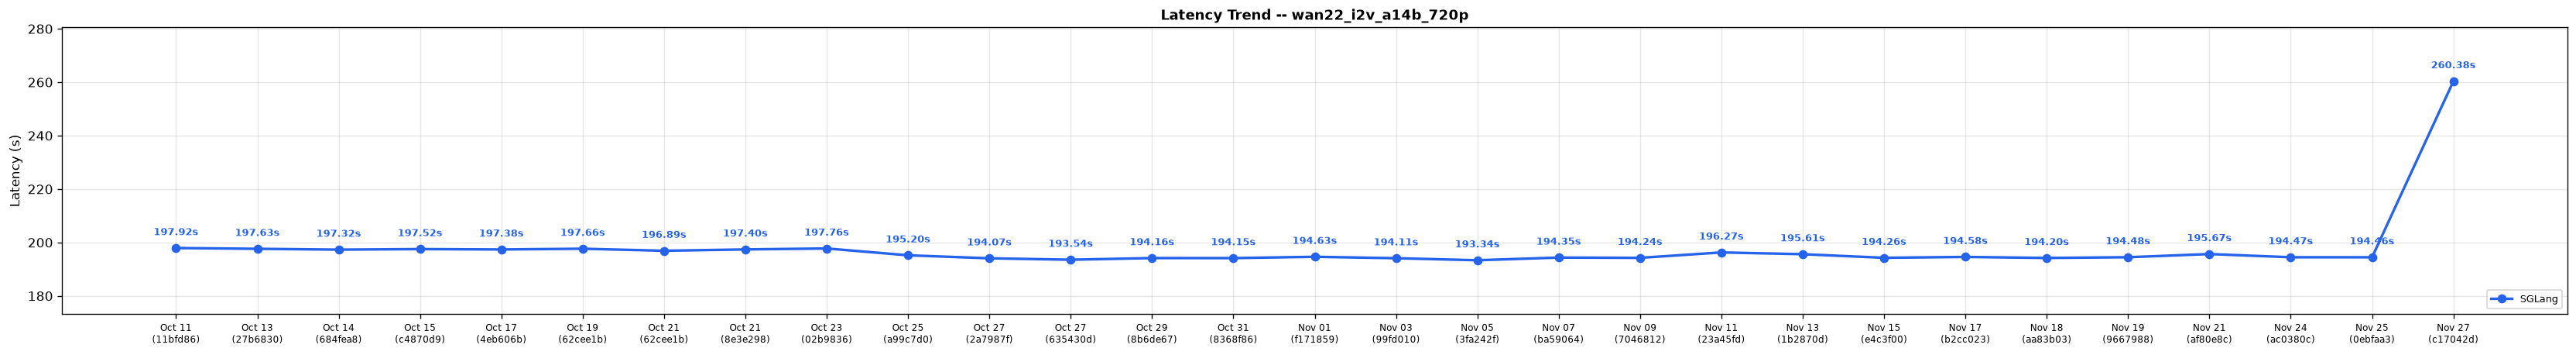 Latency Trend -- wan22_i2v_a14b_720p
Latency (s)
280
260
240
220
200
180
197.92s
197.63s
197.32s
197.52s
197.38s
197.66s
196.89s
197.40s
197.76s
195.20s
194.07s
193.54s
194.16s
194.15s
194.63s
194.11s
193.34s
194.35s
194.24s
196.27s
195.61s
194.26s
194.58s
194.20s
194.48s
195.67s
194.47s
194.46s
260.38s
SGLang
Oct 11
(11bfd86)
Oct 13
(27b6830)
Oct 14
(684fea8)
Oct 15
(c4870d9)
Oct 17
(4eb606b)
Oct 19
(62cee1b)
Oct 21
(62cee1b)
Oct 21
(8e3e298)
Oct 23
(02b9836)
Oct 25
(a99c7d0)
Oct 27
(2a7987f)
Oct 27
(635430d)
Oct 29
(8b6de67)
Oct 31
(8368f86)
Nov 01
(f171859)
Nov 03
(99fd010)
Nov 05
(3fa242f)
Nov 07
(ba59064)
Nov 09
(7046812)
Nov 11
(23a45fd)
Nov 13
(1b2870d)
Nov 15
(e4c3f00)
Nov 17
(b2cc023)
Nov 18
(aa83b03)
Nov 19
(9667988)
Nov 21
(af80e8c)
Nov 24
(ac0380c)
Nov 25
(0ebfaa3)
Nov 27
(c17042d)